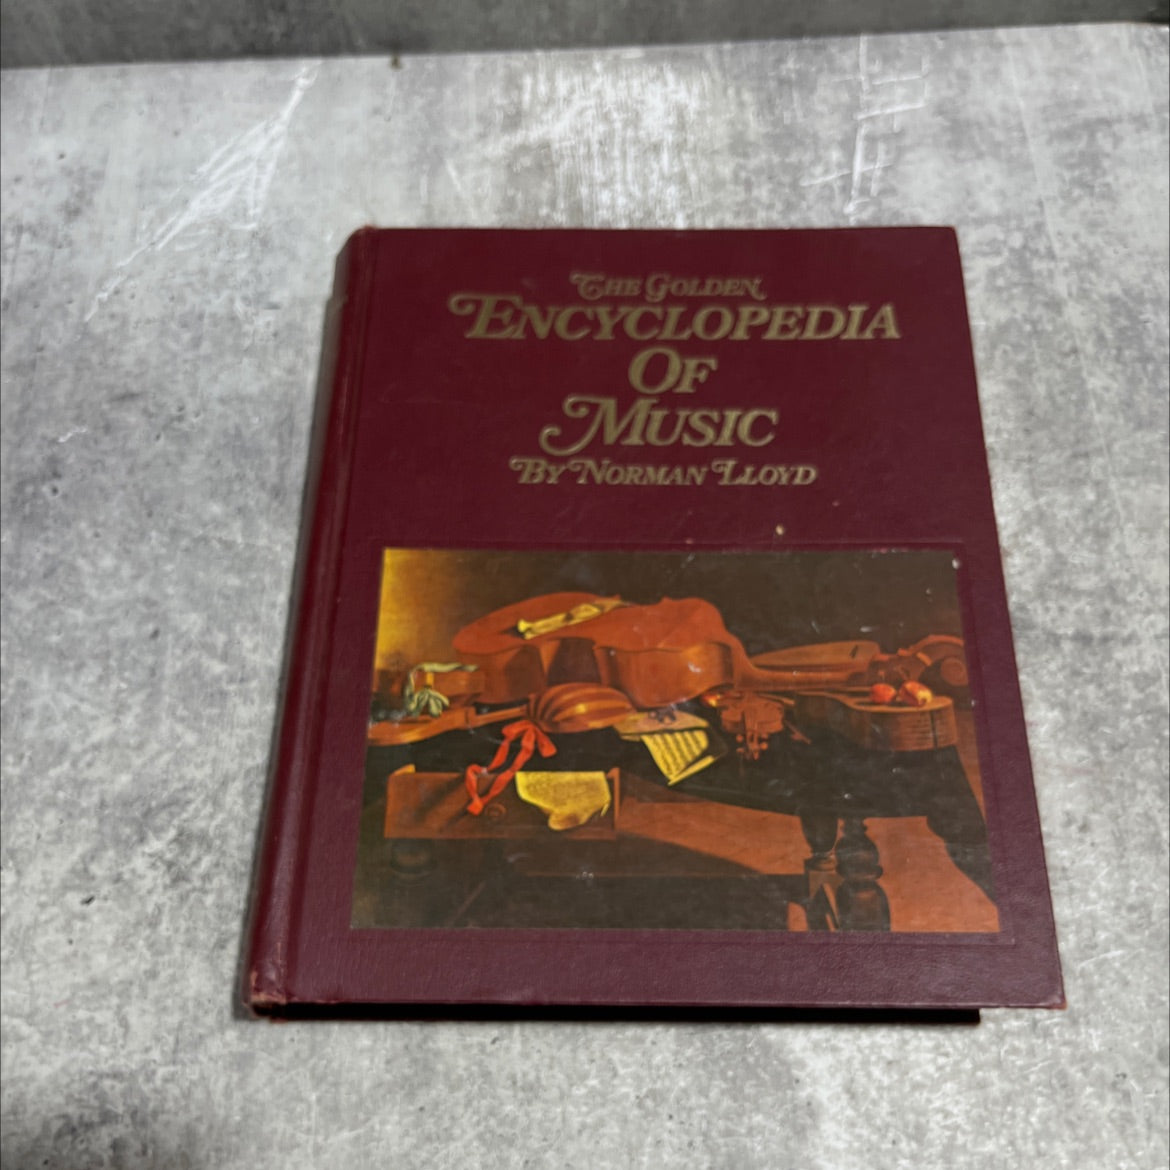 The Golden
Encyclopedia
Of
Music
By Norman Lloyd